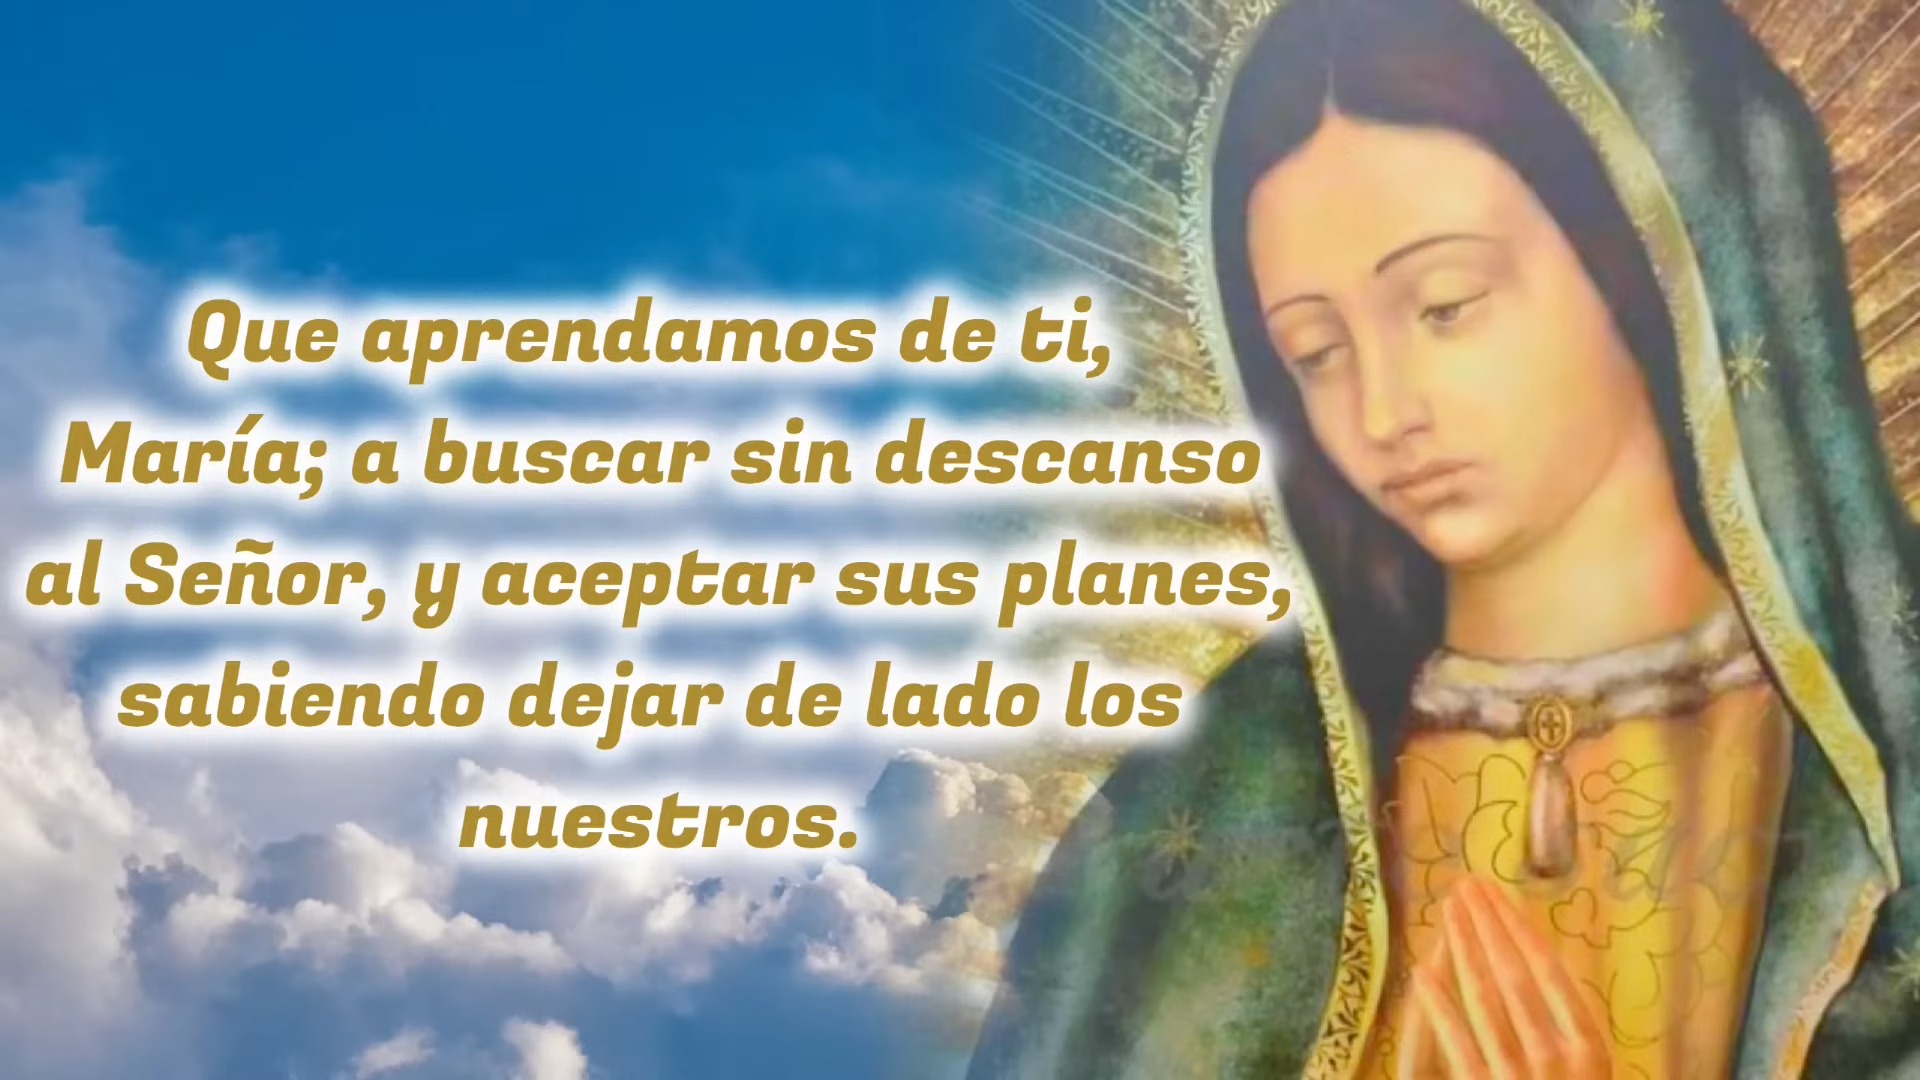 Que aprendamos de ti,
María; a buscar sin descanso
al Señor, y aceptar sus planes,
sabiendo dejar de lado los
nuestros.